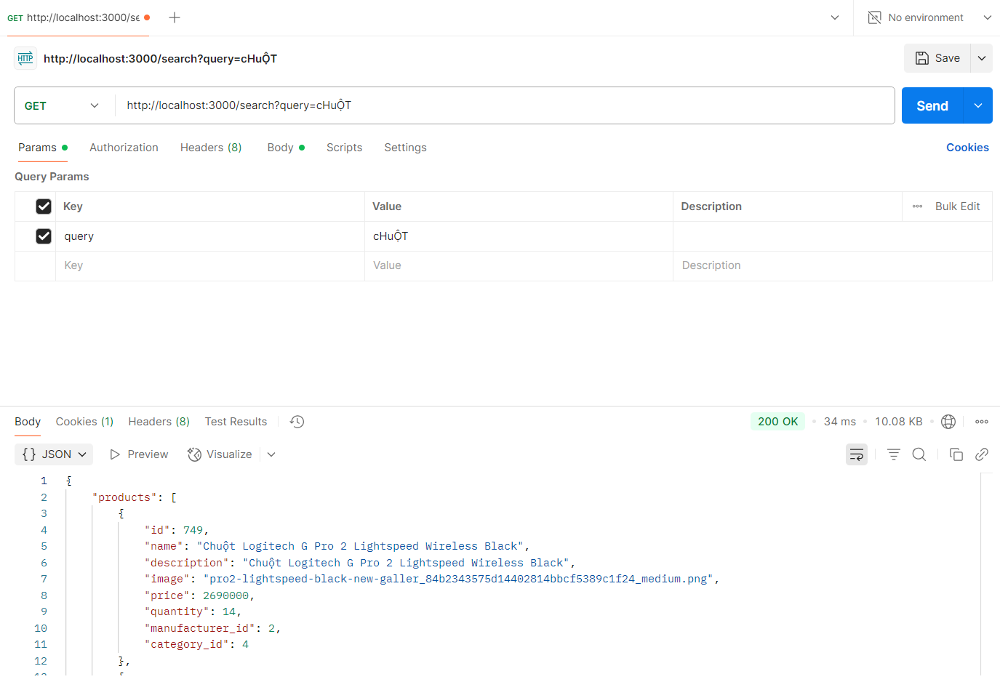 GET http://localhost:3000/se
No environment
HTTP http://localhost:3000/search?query=cHuỘT
Save
GET http://localhost:3000/search?query=cHuỘT
Send
Params Authorization Headers (8) Body Scripts Settings Cookies
Query Params
Key Value Description Bulk Edit
query cHuỘT
Key Value Description
Body Cookies (1) Headers (8) Test Results 200 OK 34 ms 10.08 KB
{} JSON Preview Visualize
1 {
2 "products": [
3 {
4 "id": 749,
5 "name": "Chuột Logitech G Pro 2 Lightspeed Wireless Black",
6 "description": "Chuột Logitech G Pro 2 Lightspeed Wireless Black",
7 "image": "pro2-lightspeed-black-new-galler_84b2343575d14402814bbcf5389c1f24_medium.png",
8 "price": 2690000,
9 "quantity": 14,
10 "manufacturer_id": 2,
11 "category_id": 4
12 },